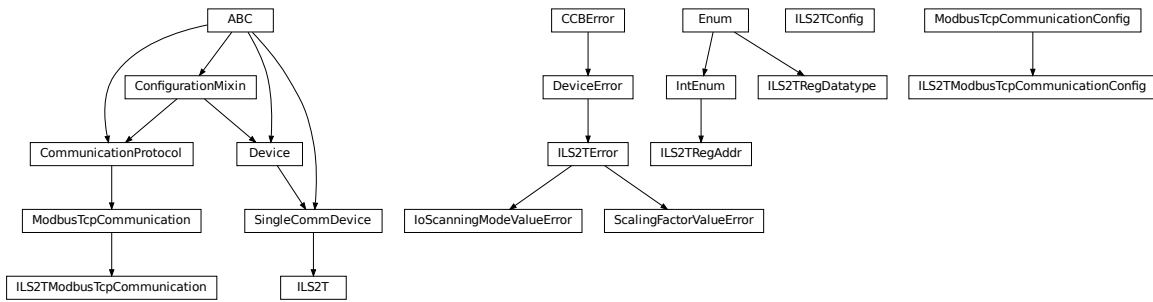 ABC
CCBError
Enum
ILS2TConfig
ModbusTcpCommunicationConfig
ConfigurationMixin
DeviceError
IntEnum
ILS2TRegDatatype
ILS2TModbusTcpCommunicationConfig
CommunicationProtocol
Device
ILS2TError
ILS2TRegAddr
ModbusTcpCommunication
SingleCommDevice
IoScanningModeValueError
ScalingFactorValueError
ILS2TModbusTcpCommunication
ILS2T